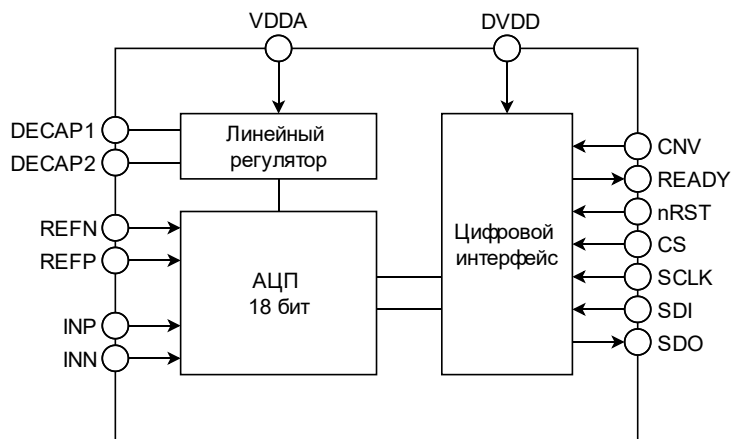 VDDA
DVDD
DECAP1
DECAP2
Линейный
регулятор
REFN
REFP
INP
INN
АЦП
18 бит
Цифровой
интерфейс
CNV
READY
nRST
CS
SCLK
SDI
SDO